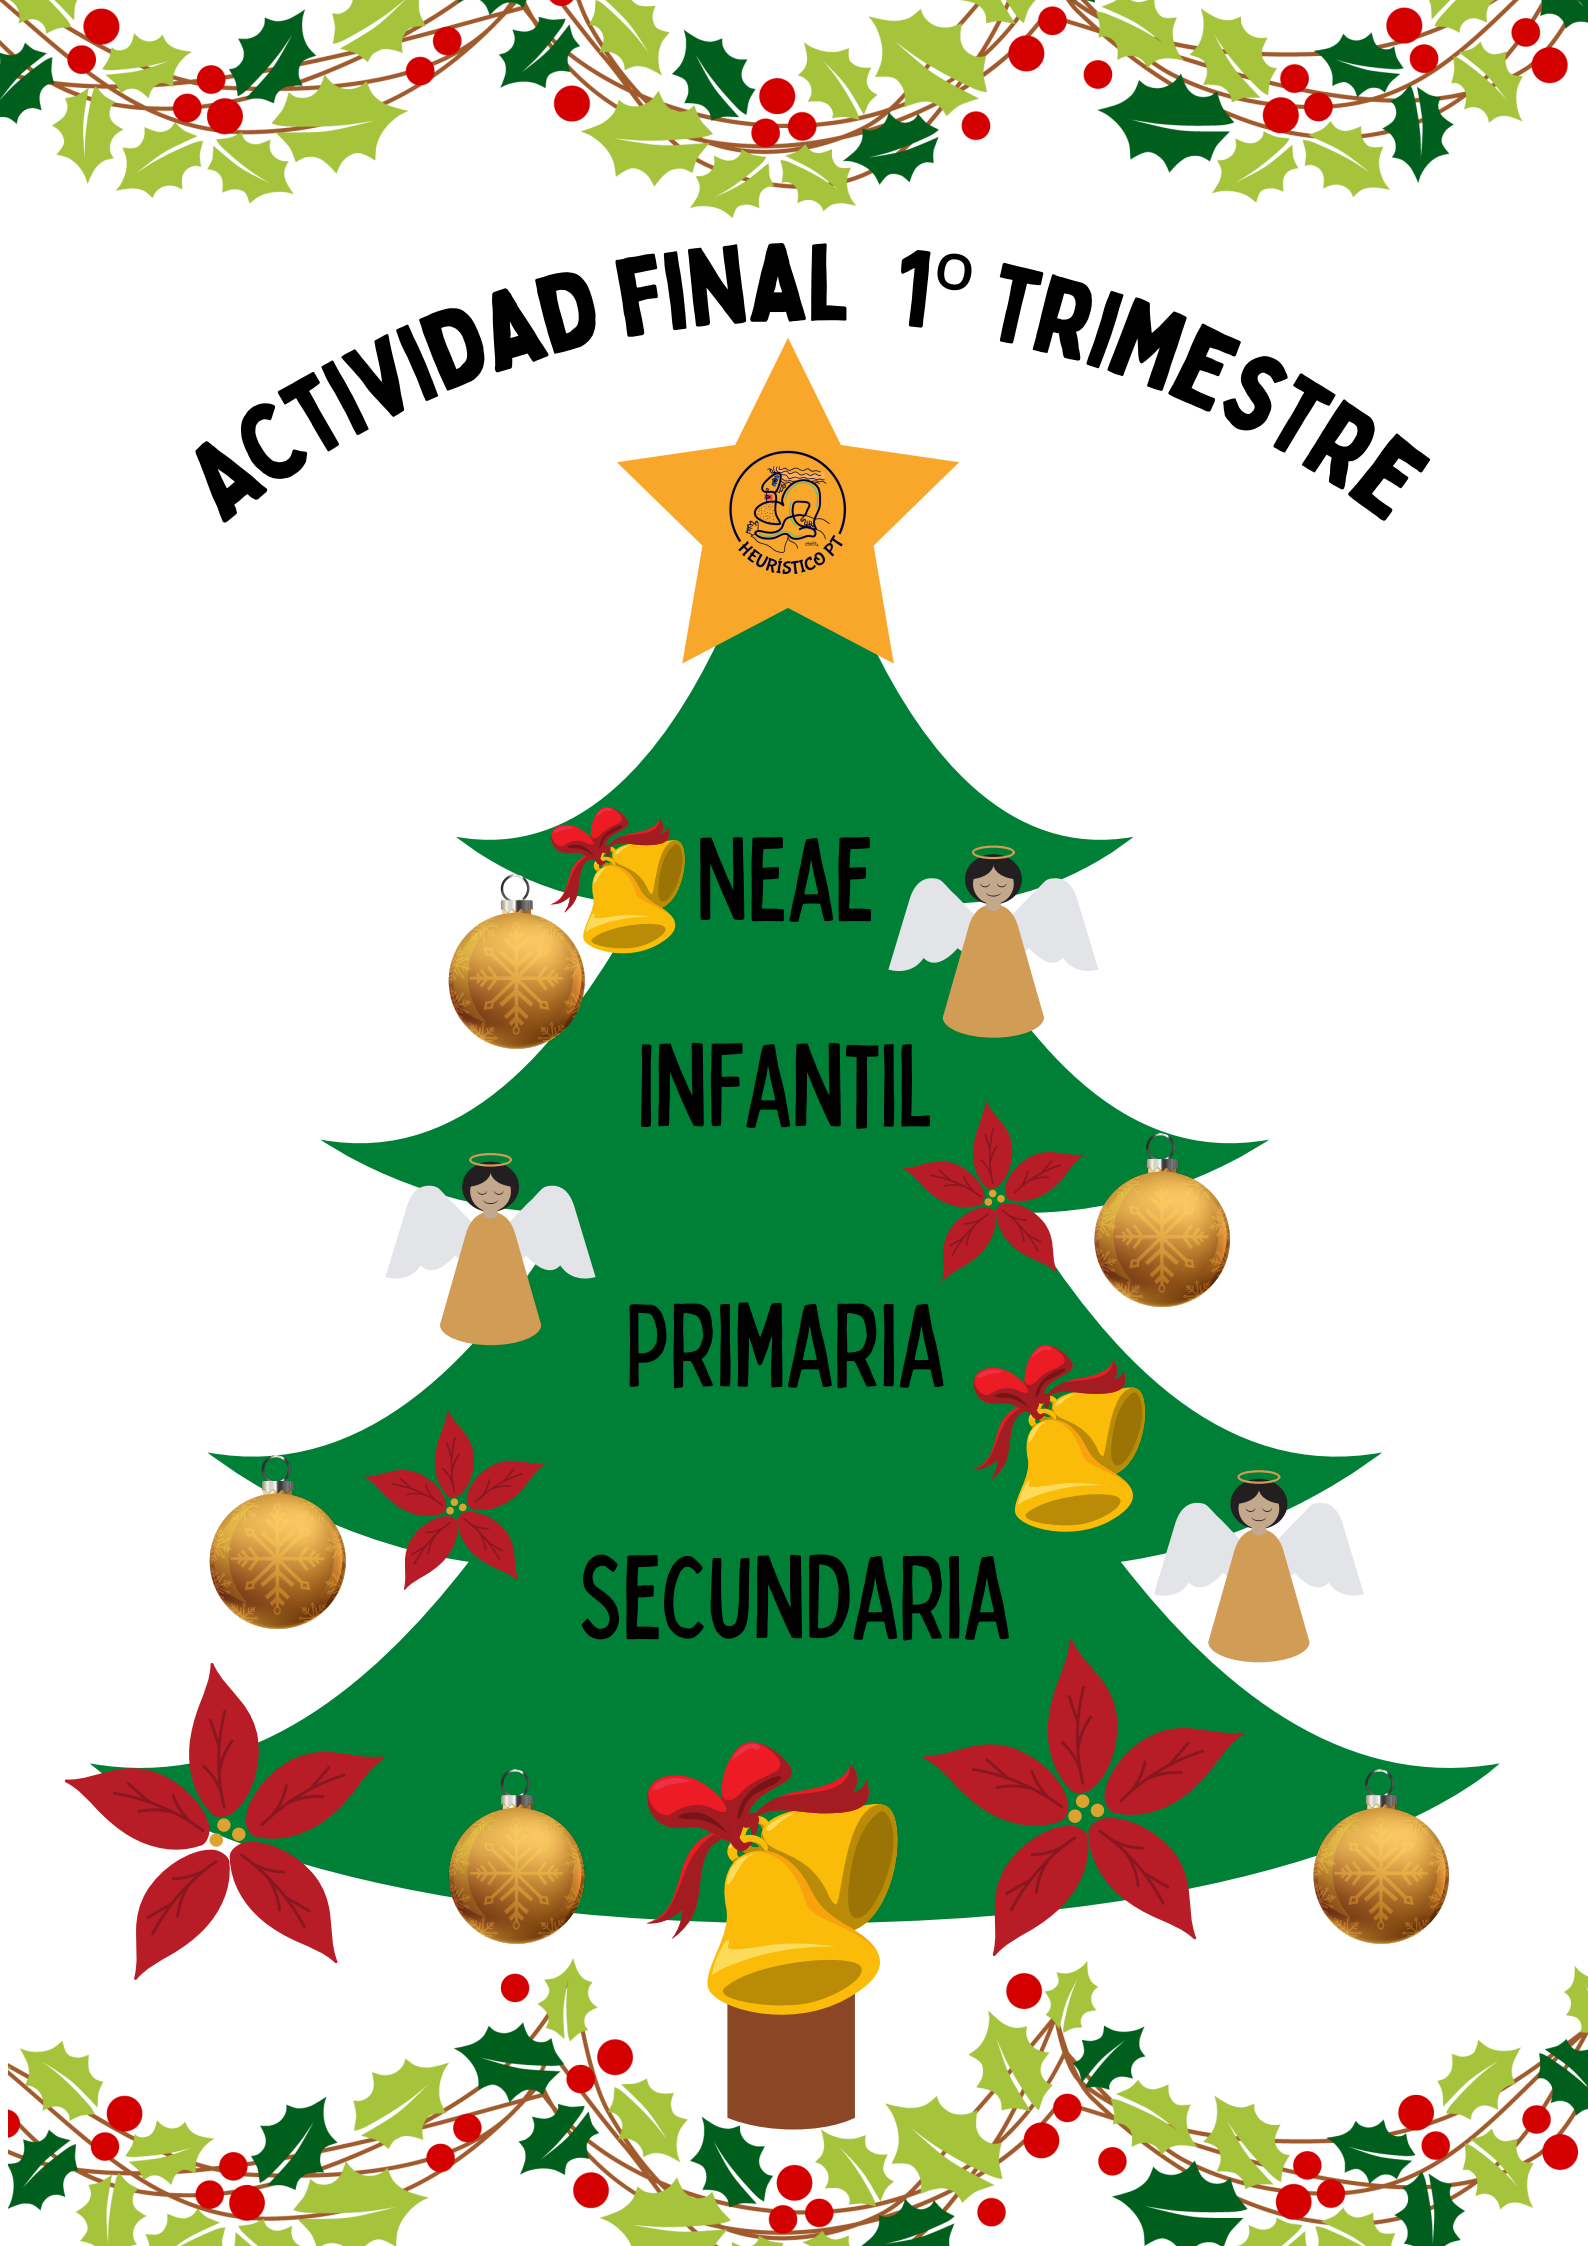 ACTIVIDAD FINAL 1º TRIMESTRE
HEURÍSTICO PT
NEAE
INFANTIL
PRIMARIA
SECUNDARIA